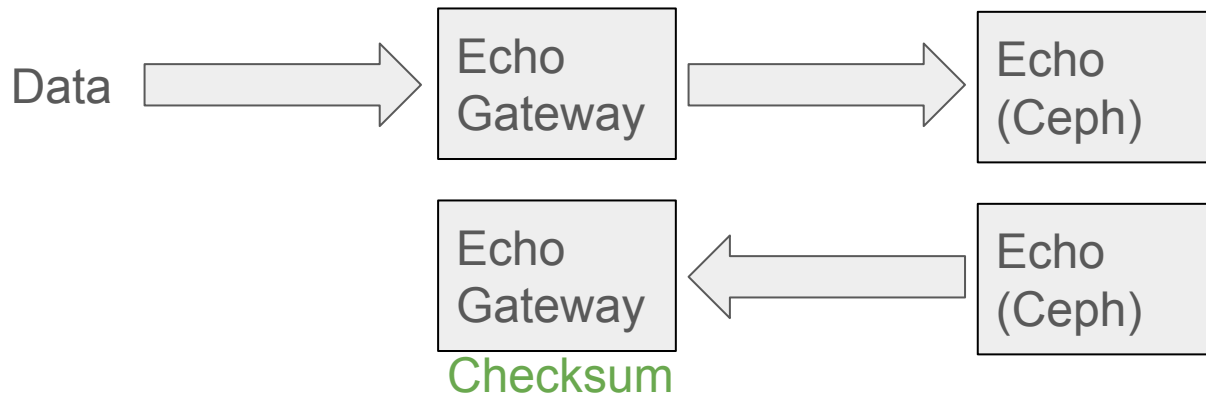 Data
Echo
Gateway
Echo
(Ceph)
Echo
Gateway
Echo
(Ceph)
Checksum